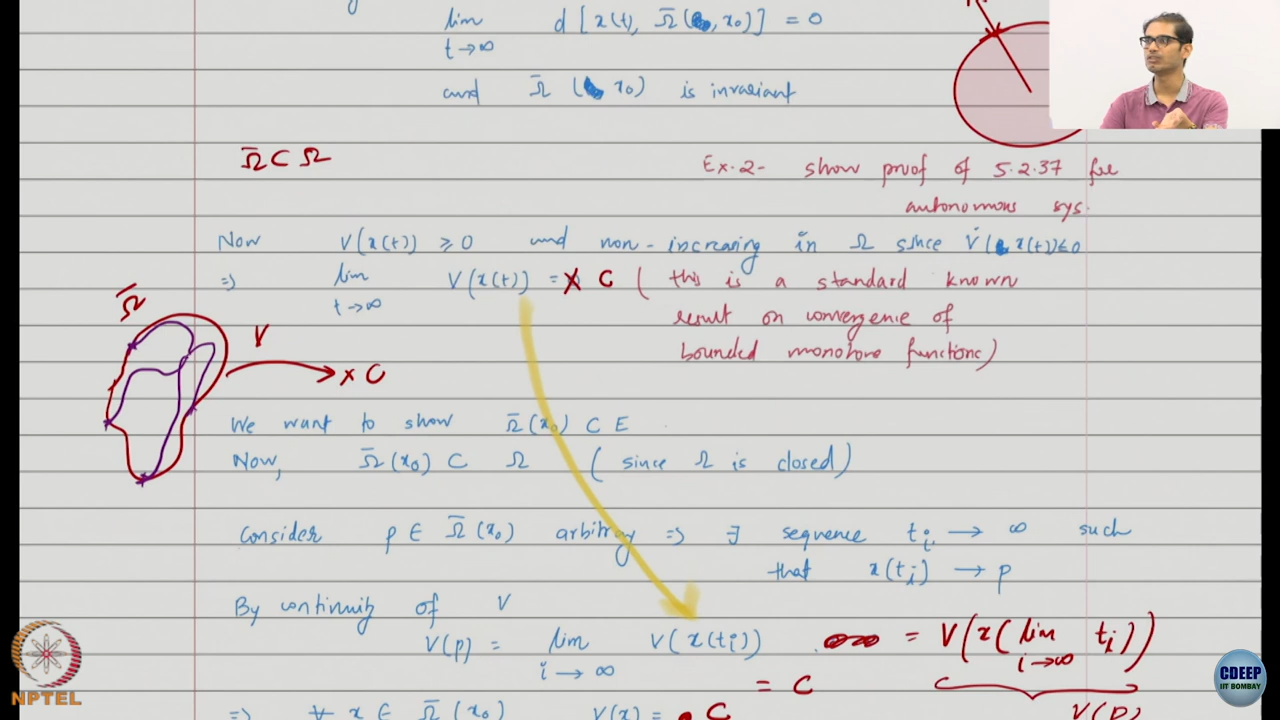 lim d [x(t), Ω̄(, x₀)] = 0
t→∞
and Ω̄ ( x₀) is invariant
Ω̄ ⊂ Ω
Ex-2- show proof of 5.2.37 for
autonomous sys.
Now V(x(t)) ≥ 0 and non-increasing in Ω since V̇( x(t)) ≤ 0
⇒ lim V(x(t)) = C ( this is a standard known
t→∞
result on convergence of
bounded monotone functions)
Ω̄
V
× C
We want to show Ω̄(x₀) ⊂ E
Now, Ω̄(x₀) ⊂ Ω ( since Ω is closed)
Consider p ∈ Ω̄(x₀) arbitray ⇒ ∃ sequence tᵢ → ∞ such
that x(tᵢ) → p
By continuity of V
V(p) = lim V(x(tᵢ)) = V(x(lim tᵢ))
i→∞ i→∞
= C
V(p)
⇒ ∀ x ∈ Ω̄(x₀) V(x) = C
NPTEL
CDEEP
IIT BOMBAY